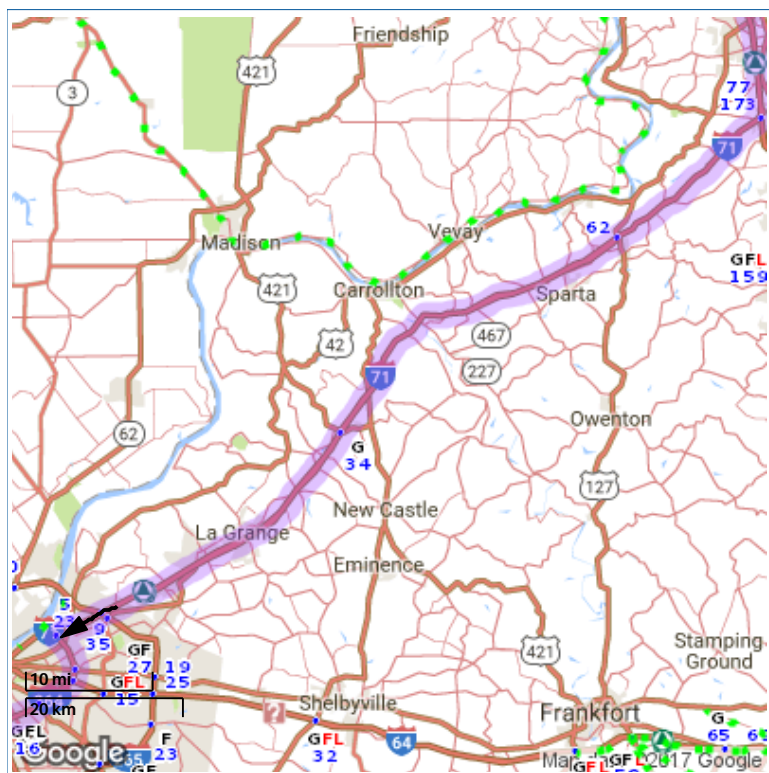 Friendship
421
3
77
173
71
Vevay
62
Madison
GFL
159
421
Carrollton
Sparta
467
42
227
71
Owenton
62
G
34
127
New Castle
La Grange
Eminence
5
23
9
35
421
Stamping
Ground
GF
27
19
25
10 mi
GFL
15
20 km
Shelbyville
Frankfort
G
65
GFL
16
GFL
32
64
F
23
Google
65
GF
2017 Google